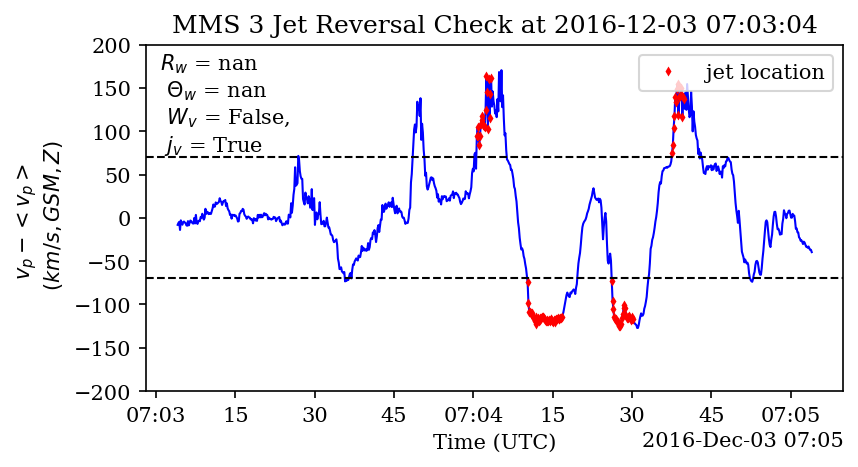 MMS 3 Jet Reversal Check at 2016-12-03 07:03:04
R_w = nan
Θ_w = nan
W_v = False,
j_v = True
jet location
v_p − < v_p >
(km/s, GSM, Z)
200
150
100
50
0
−50
−100
−150
−200
07:03 15 30 45 07:04 15 30 45 07:05
Time (UTC)
2016-Dec-03 07:05